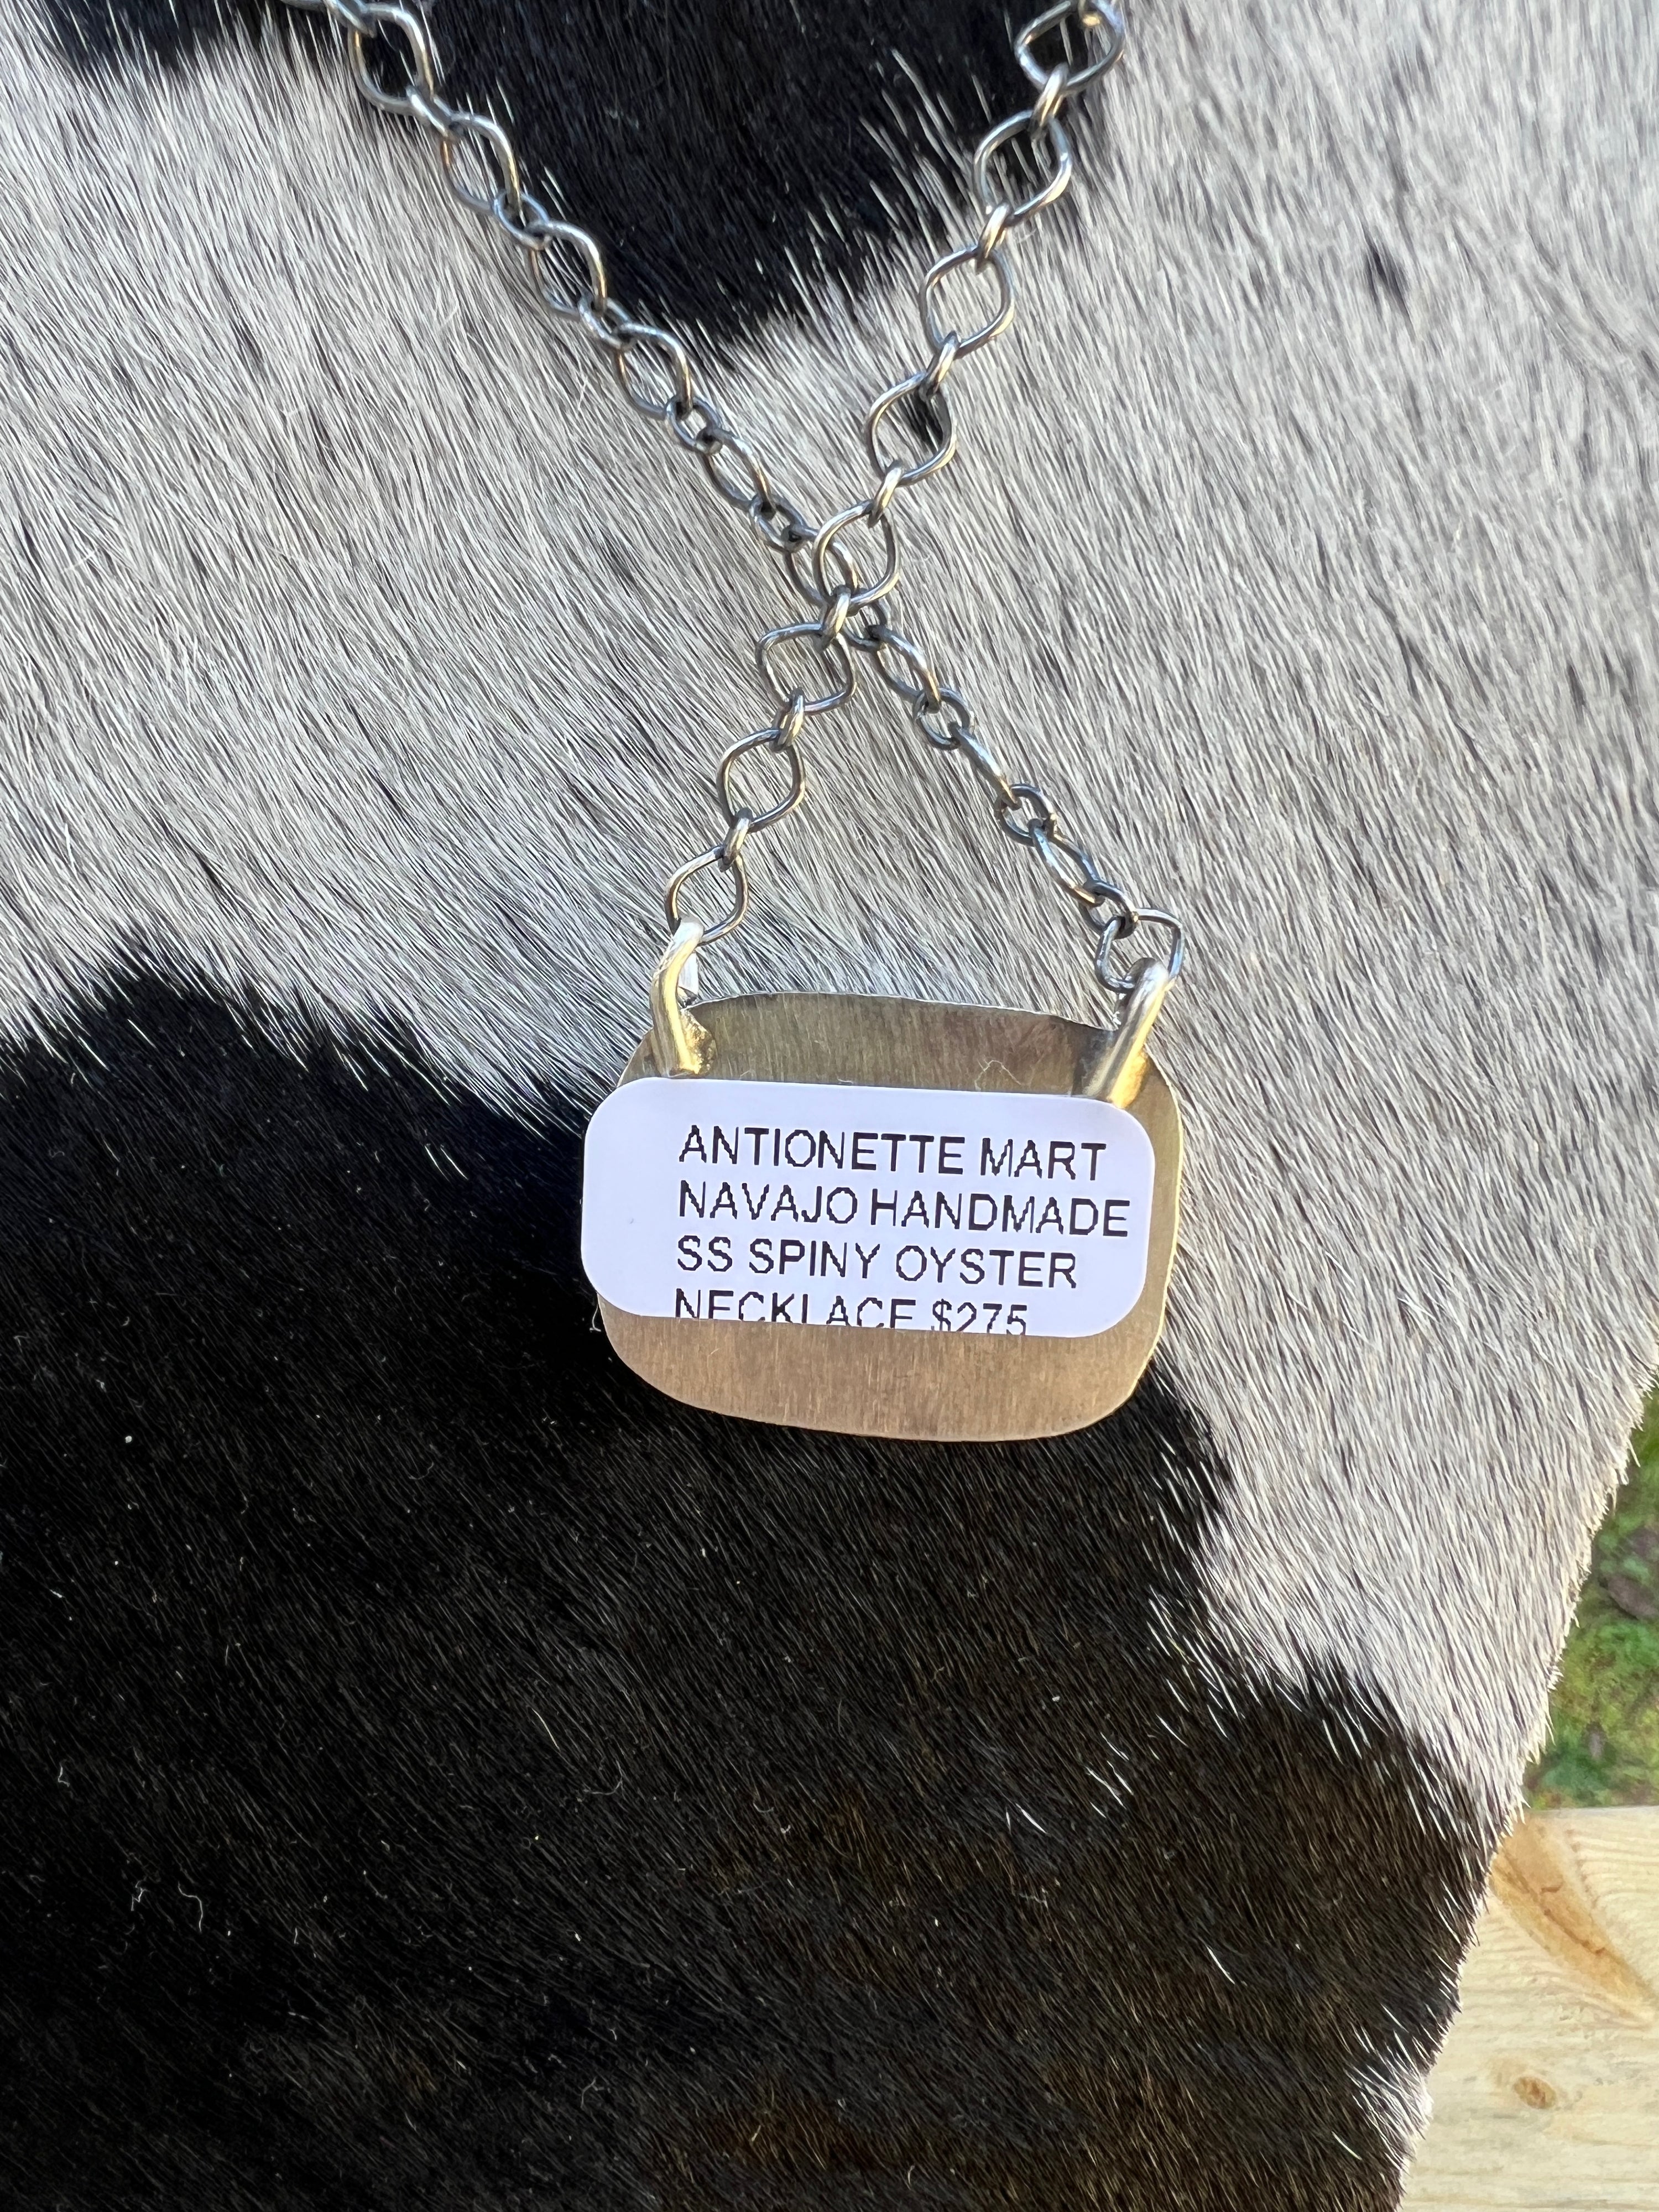 ANTIONETTE MART
NAVAJO HANDMADE
SS SPINY OYSTER
NECKLACE $275